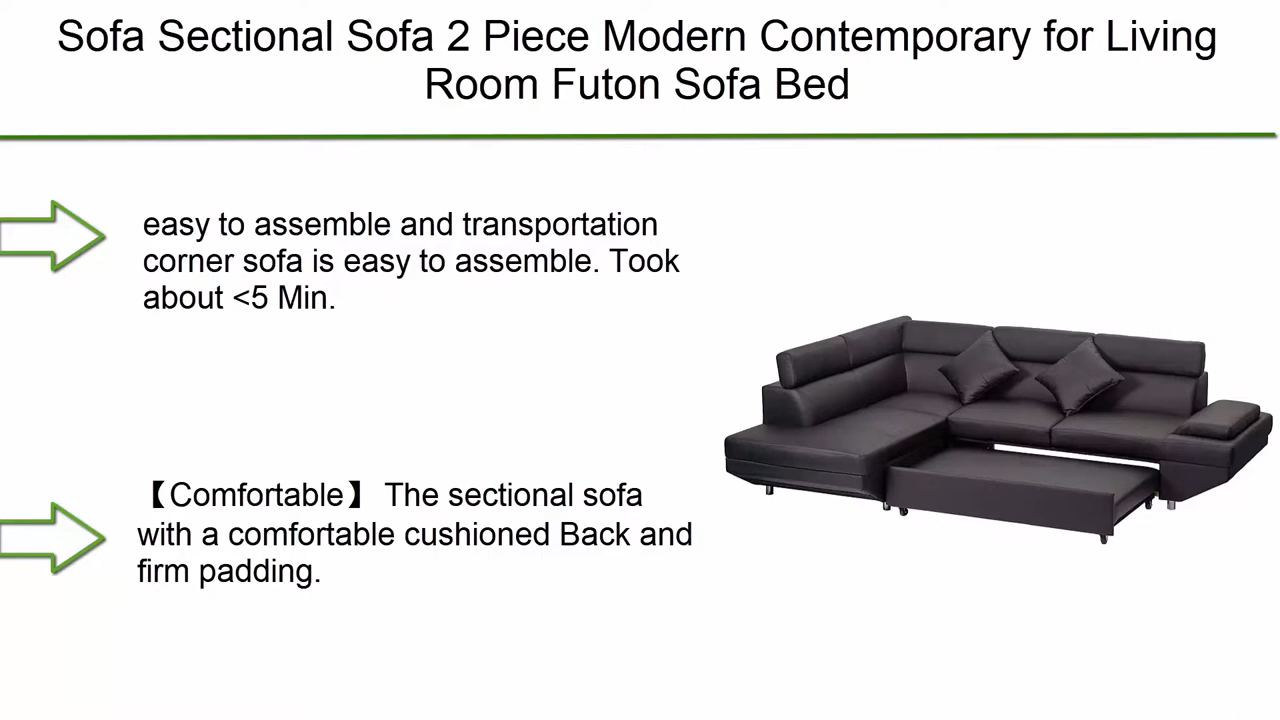 Sofa Sectional Sofa 2 Piece Modern Contemporary for Living
Room Futon Sofa Bed
easy to assemble and transportation
corner sofa is easy to assemble. Took
about <5 Min.
【Comfortable】 The sectional sofa
with a comfortable cushioned Back and
firm padding.